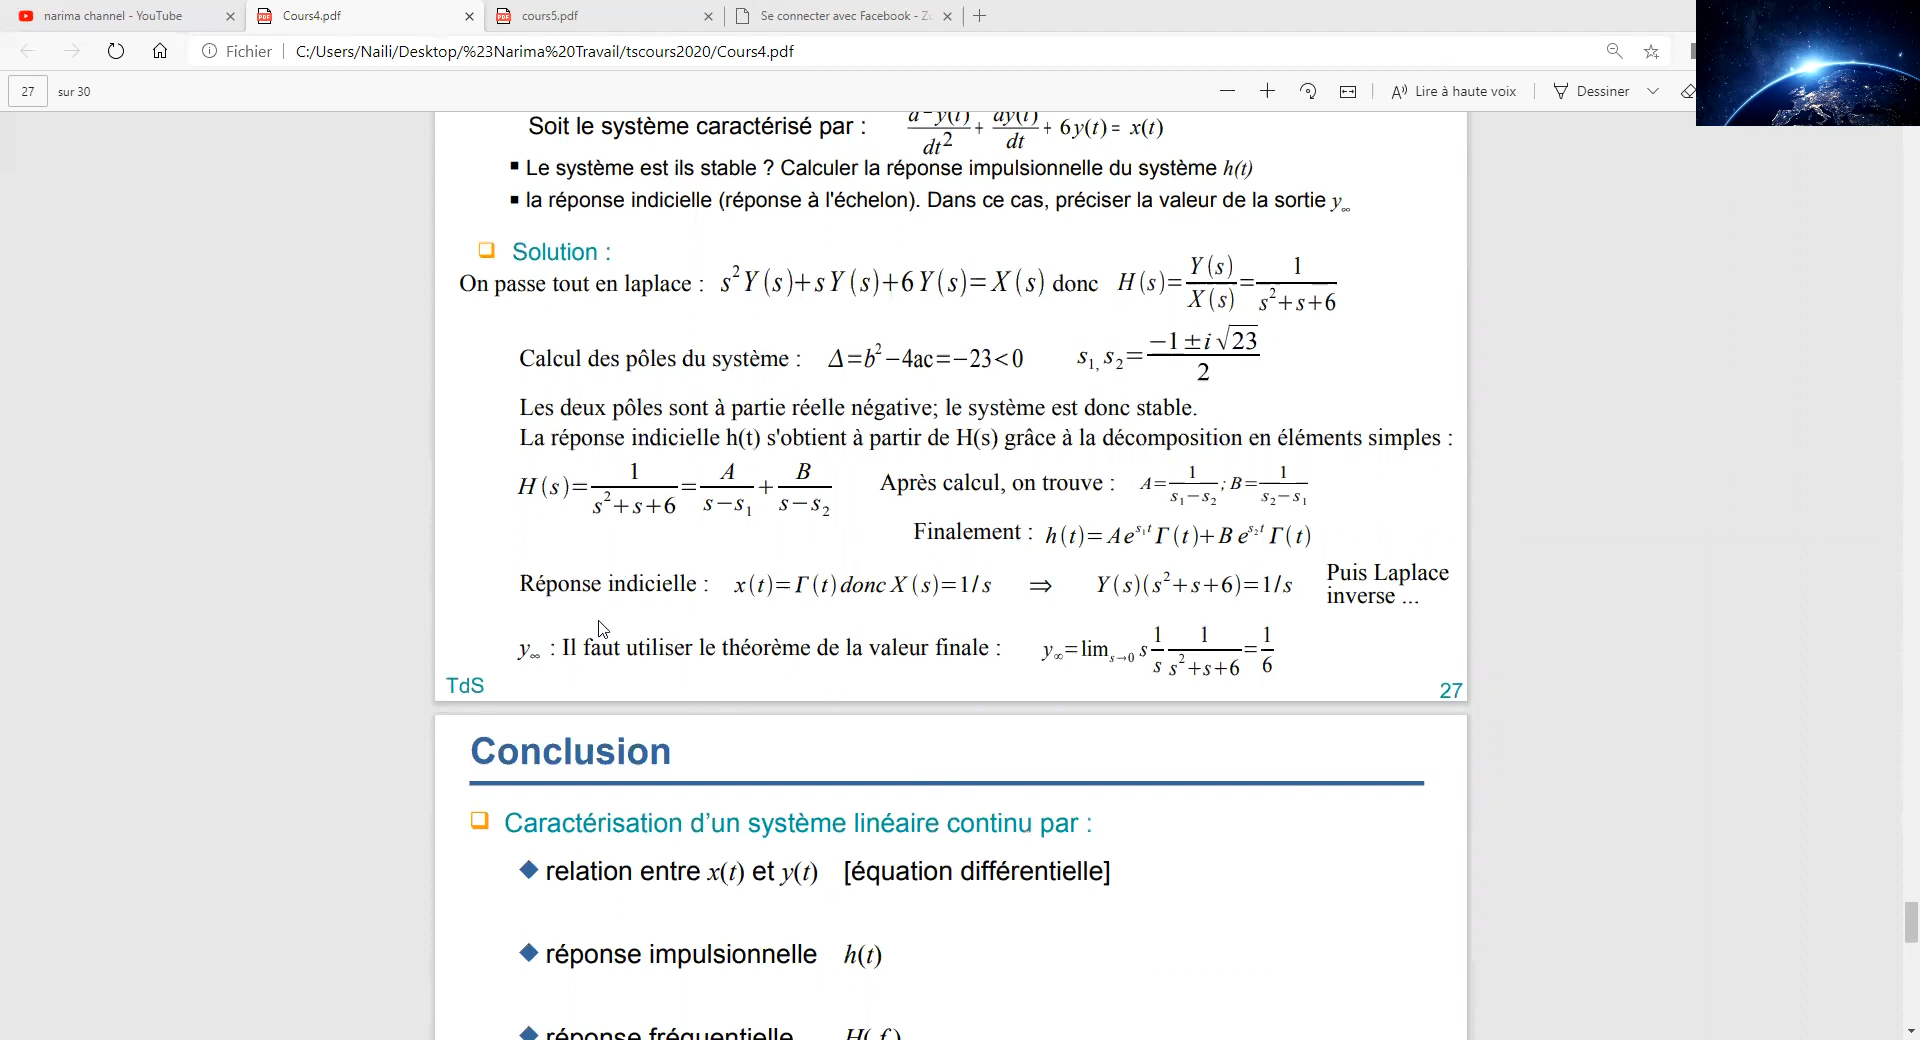 narima channel - YouTube
Cours4.pdf
cours5.pdf
Se connecter avec Facebook - Zo
Fichier
C:/Users/Naili/Desktop/%23Narima%20Travail/tscours2020/Cours4.pdf
27 sur 30
Lire à haute voix
Dessiner
Soit le système caractérisé par : d²y(t)/dt² + dy(t)/dt + 6y(t) = x(t)
▪ Le système est ils stable ? Calculer la réponse impulsionnelle du système h(t)
▪ la réponse indicielle (réponse à l'échelon). Dans ce cas, préciser la valeur de la sortie y∞
❑ Solution :
On passe tout en laplace : s²Y(s)+sY(s)+6Y(s)=X(s) donc H(s)=Y(s)/X(s)=1/(s²+s+6)
Calcul des pôles du système : Δ=b²−4ac=−23<0 s₁, s₂=(−1±i√23)/2
Les deux pôles sont à partie réelle négative; le système est donc stable.
La réponse indicielle h(t) s'obtient à partir de H(s) grâce à la décomposition en éléments simples :
H(s)=1/(s²+s+6)=A/(s−s₁)+B/(s−s₂) Après calcul, on trouve : A=1/(s₁−s₂); B=1/(s₂−s₁)
Finalement : h(t)=Ae^{s₁t}Γ(t)+Be^{s₂t}Γ(t)
Réponse indicielle : x(t)=Γ(t) donc X(s)=1/s ⇒ Y(s)(s²+s+6)=1/s Puis Laplace
inverse ...
y∞ : Il faut utiliser le théorème de la valeur finale : y∞=lim_{s→0} s 1/s 1/(s²+s+6)=1/6
TdS
27
Conclusion
❑ Caractérisation d’un système linéaire continu par :
◆ relation entre x(t) et y(t) [équation différentielle]
◆ réponse impulsionnelle h(t)
◆ réponse fréquentielle H(f)